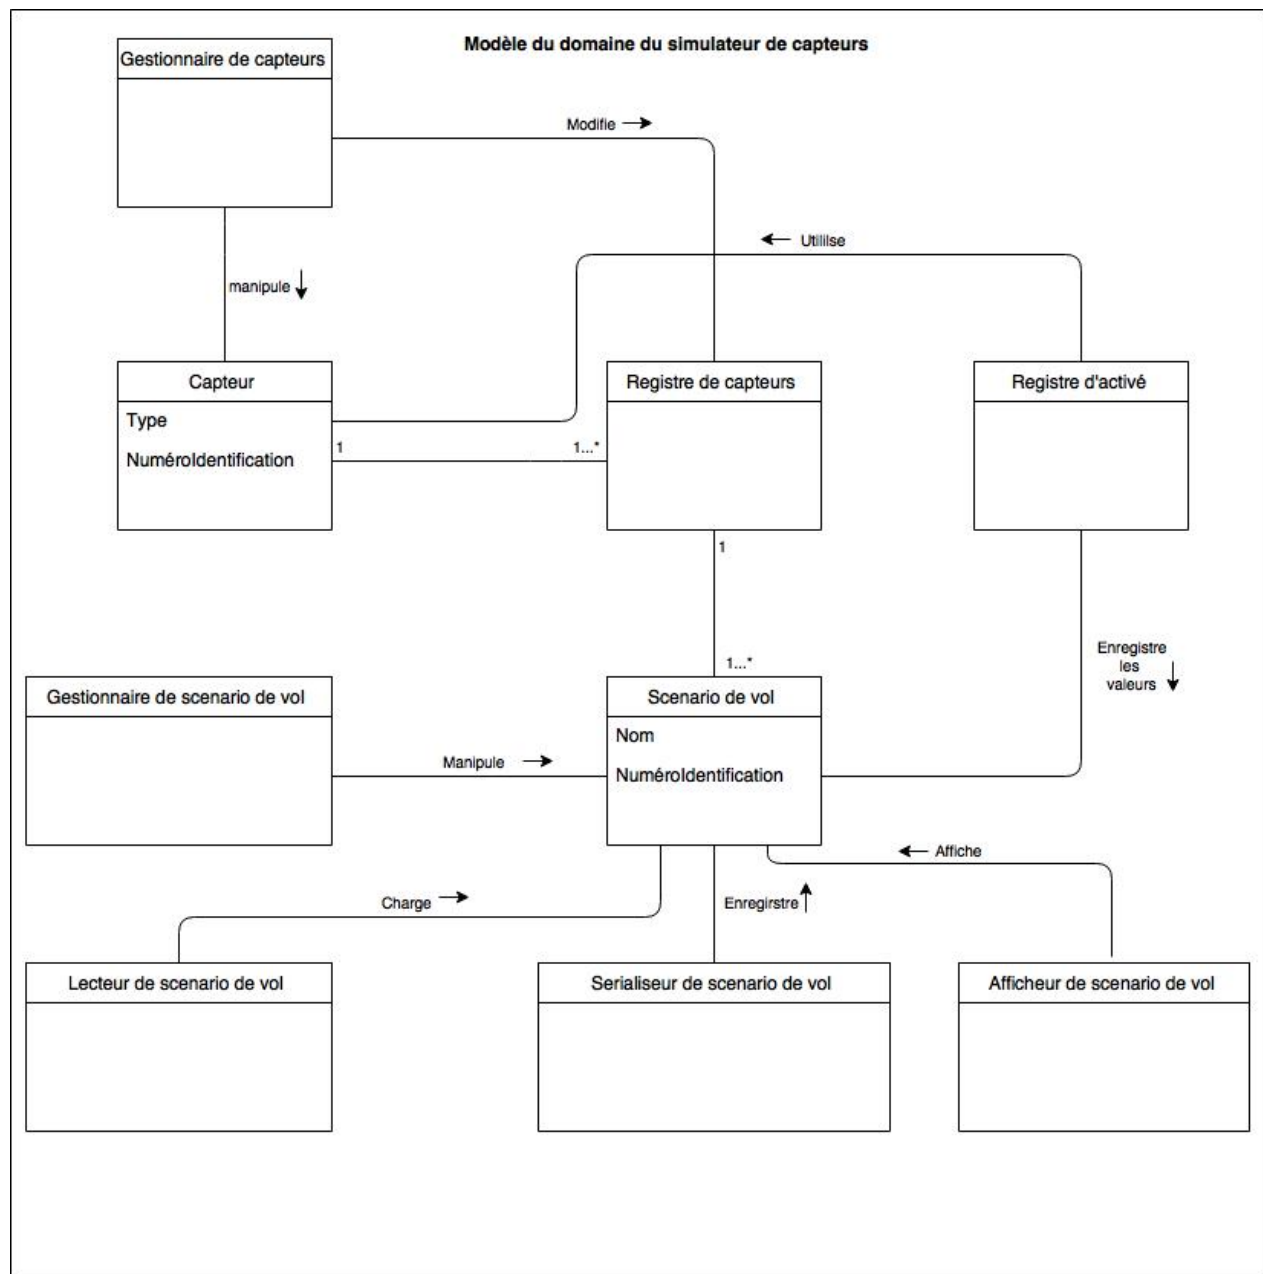 Modèle du domaine du simulateur de capteurs
Gestionnaire de capteurs
Modifie
Utililse
manipule
Capteur
Type
NuméroIdentification
Registre de capteurs
Registre d'activé
1
1...*
1
1...*
Enregistre
les
valeurs
Gestionnaire de scenario de vol
Manipule
Scenario de vol
Nom
NuméroIdentification
Affiche
Charge
Enregirstre
Lecteur de scenario de vol
Serialiseur de scenario de vol
Afficheur de scenario de vol